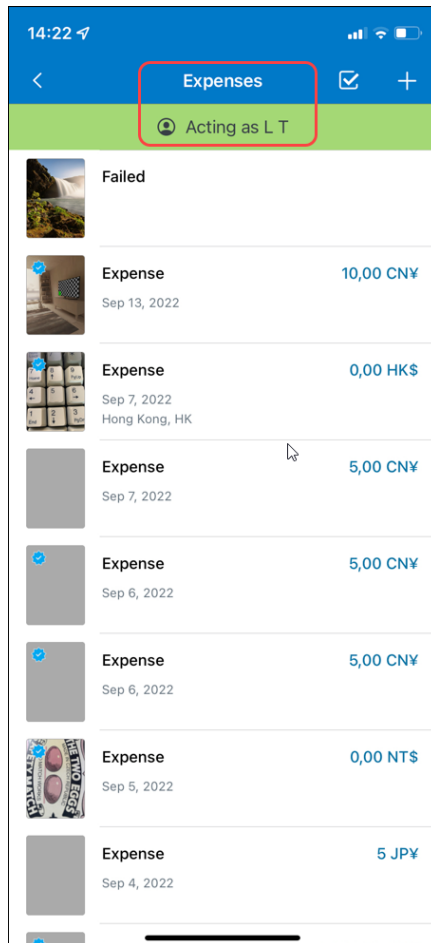 14:22
Expenses
Acting as L T
Failed
Expense
10,00 CN¥
Sep 13, 2022
Expense
0,00 HK$
Sep 7, 2022
Hong Kong, HK
Expense
5,00 CN¥
Sep 7, 2022
Expense
5,00 CN¥
Sep 6, 2022
Expense
5,00 CN¥
Sep 6, 2022
THE TWO EGGS
Expense
0,00 NT$
Sep 5, 2022
Expense
5 JP¥
Sep 4, 2022